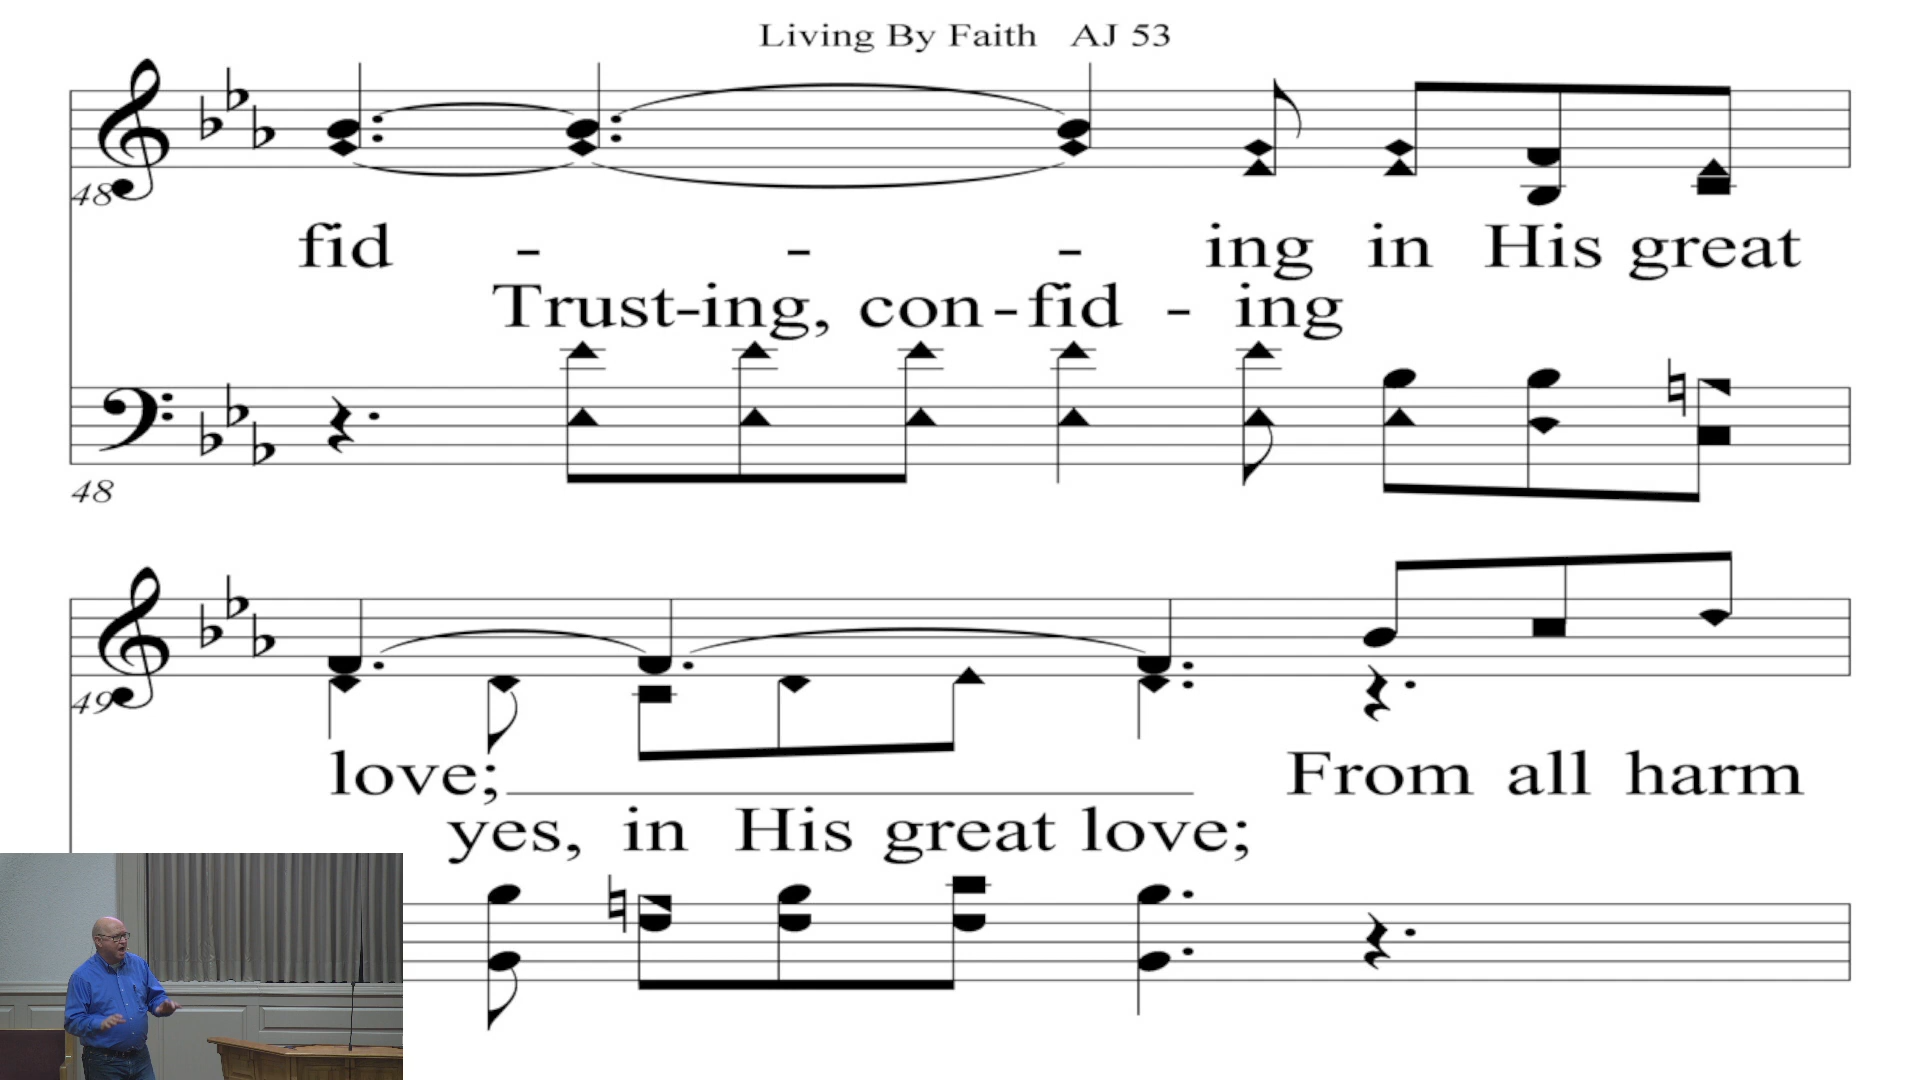 Living By Faith AJ 53
48
fid - - - ing in His great
Trust-ing, con-fid - ing
48
49
love; From all harm
yes, in His great love;